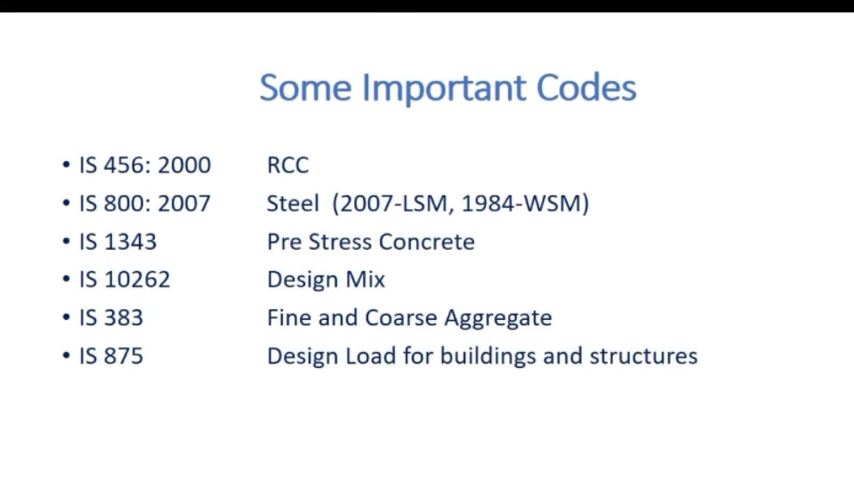 Some Important Codes
• IS 456: 2000 RCC
• IS 800: 2007 Steel (2007-LSM, 1984-WSM)
• IS 1343 Pre Stress Concrete
• IS 10262 Design Mix
• IS 383 Fine and Coarse Aggregate
• IS 875 Design Load for buildings and structures